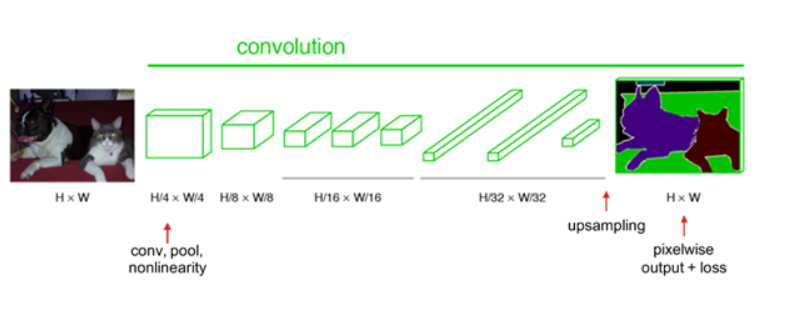 convolution
H × W
H/4 × W/4
H/8 × W/8
H/16 × W/16
H/32 × W/32
H × W
upsampling
conv, pool,
nonlinearity
pixelwise
output + loss